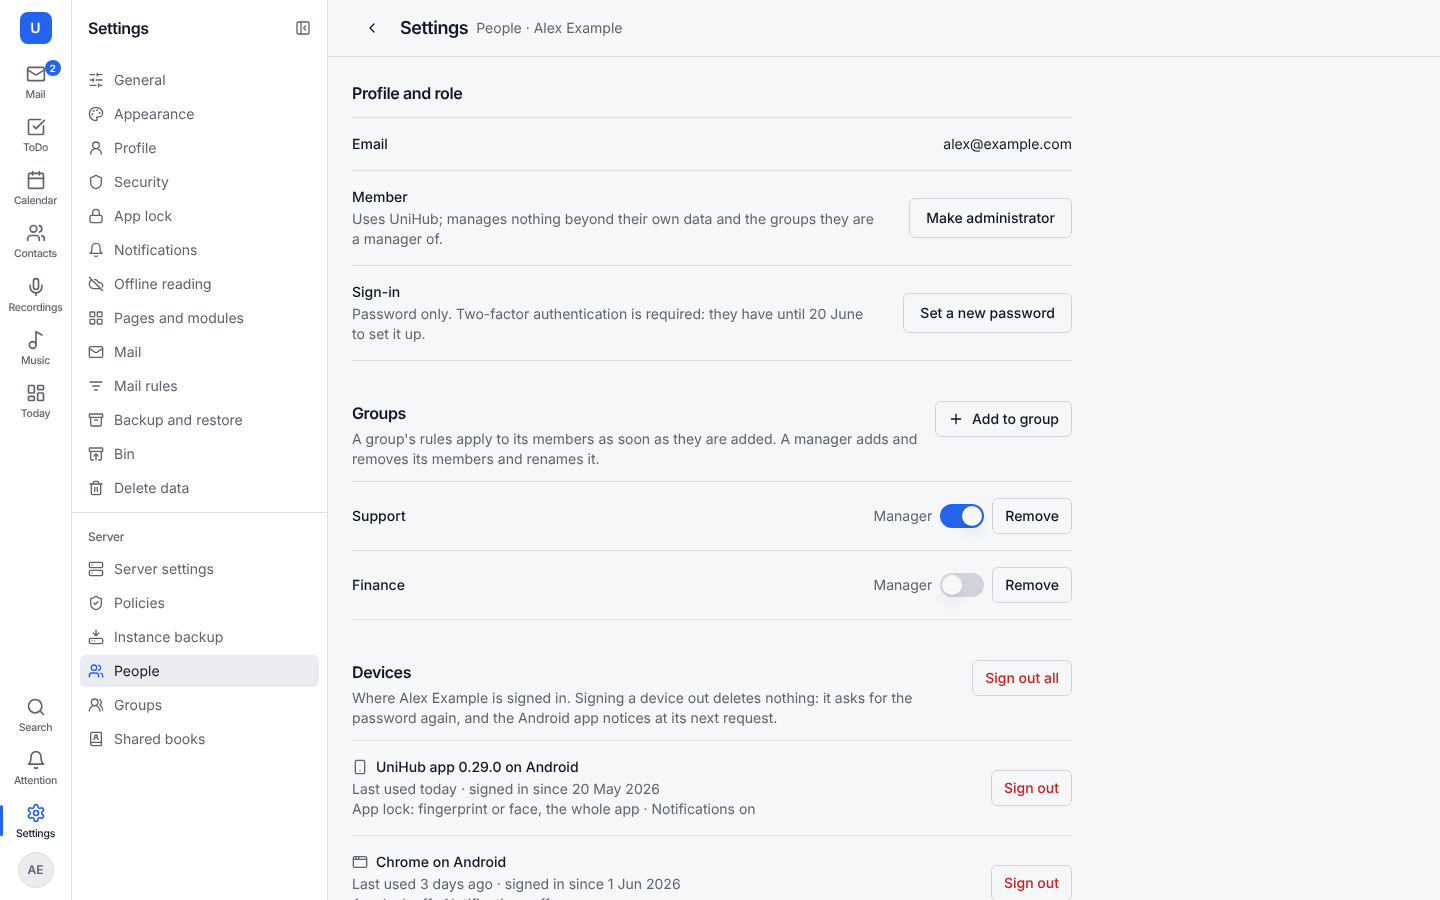 U
Settings
2
Mail
ToDo
Calendar
Contacts
Recordings
Music
Today
Search
Attention
Settings
AE
General
Appearance
Profile
Security
App lock
Notifications
Offline reading
Pages and modules
Mail
Mail rules
Backup and restore
Bin
Delete data
Server
Server settings
Policies
Instance backup
People
Groups
Shared books
Settings People · Alex Example
Profile and role
Email alex@example.com
Member
Uses UniHub; manages nothing beyond their own data and the groups they are
a manager of.
Make administrator
Sign-in
Password only. Two-factor authentication is required: they have until 20 June
to set it up.
Set a new password
Groups
A group's rules apply to its members as soon as they are added. A manager adds and
removes its members and renames it.
Add to group
Support Manager Remove
Finance Manager Remove
Devices
Where Alex Example is signed in. Signing a device out deletes nothing: it asks for the
password again, and the Android app notices at its next request.
Sign out all
UniHub app 0.29.0 on Android
Last used today · signed in since 20 May 2026
App lock: fingerprint or face, the whole app · Notifications on
Sign out
Chrome on Android
Last used 3 days ago · signed in since 1 Jun 2026
Sign out